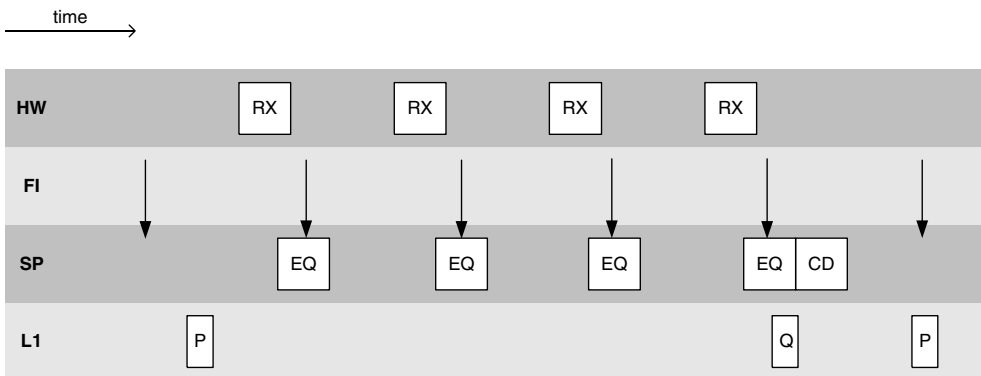 time
HW RX RX RX RX
FI
SP EQ EQ EQ EQ CD
L1 P Q P